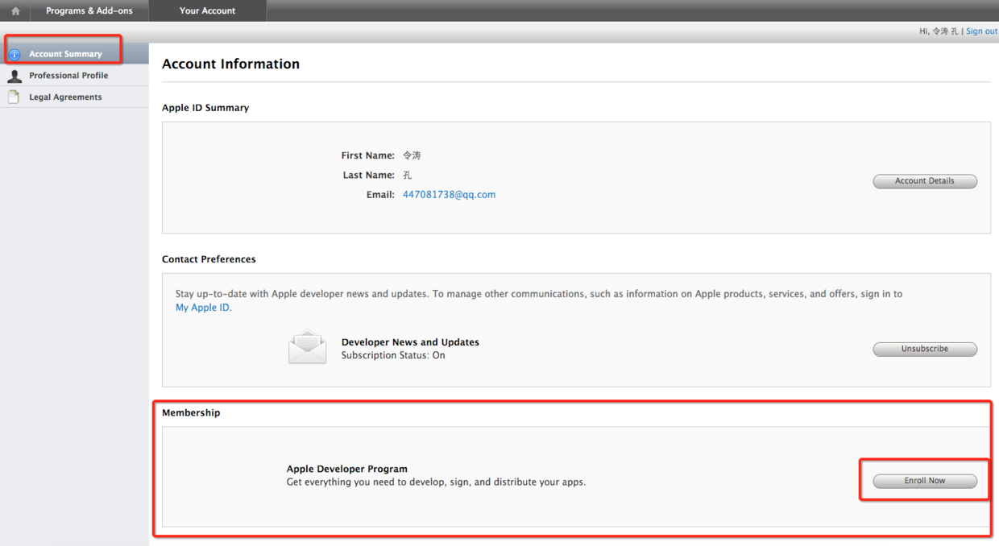 Programs & Add-ons
Your Account
Hi, 令涛 孔 | Sign out
Account Summary
Professional Profile
Legal Agreements
Account Information
Apple ID Summary
First Name: 令涛
Last Name: 孔
Email: 447081738@qq.com
Account Details
Contact Preferences
Stay up-to-date with Apple developer news and updates. To manage other communications, such as information on Apple products, services, and offers, sign in to
My Apple ID.
Developer News and Updates
Subscription Status: On
Unsubscribe
Membership
Apple Developer Program
Get everything you need to develop, sign, and distribute your apps.
Enroll Now